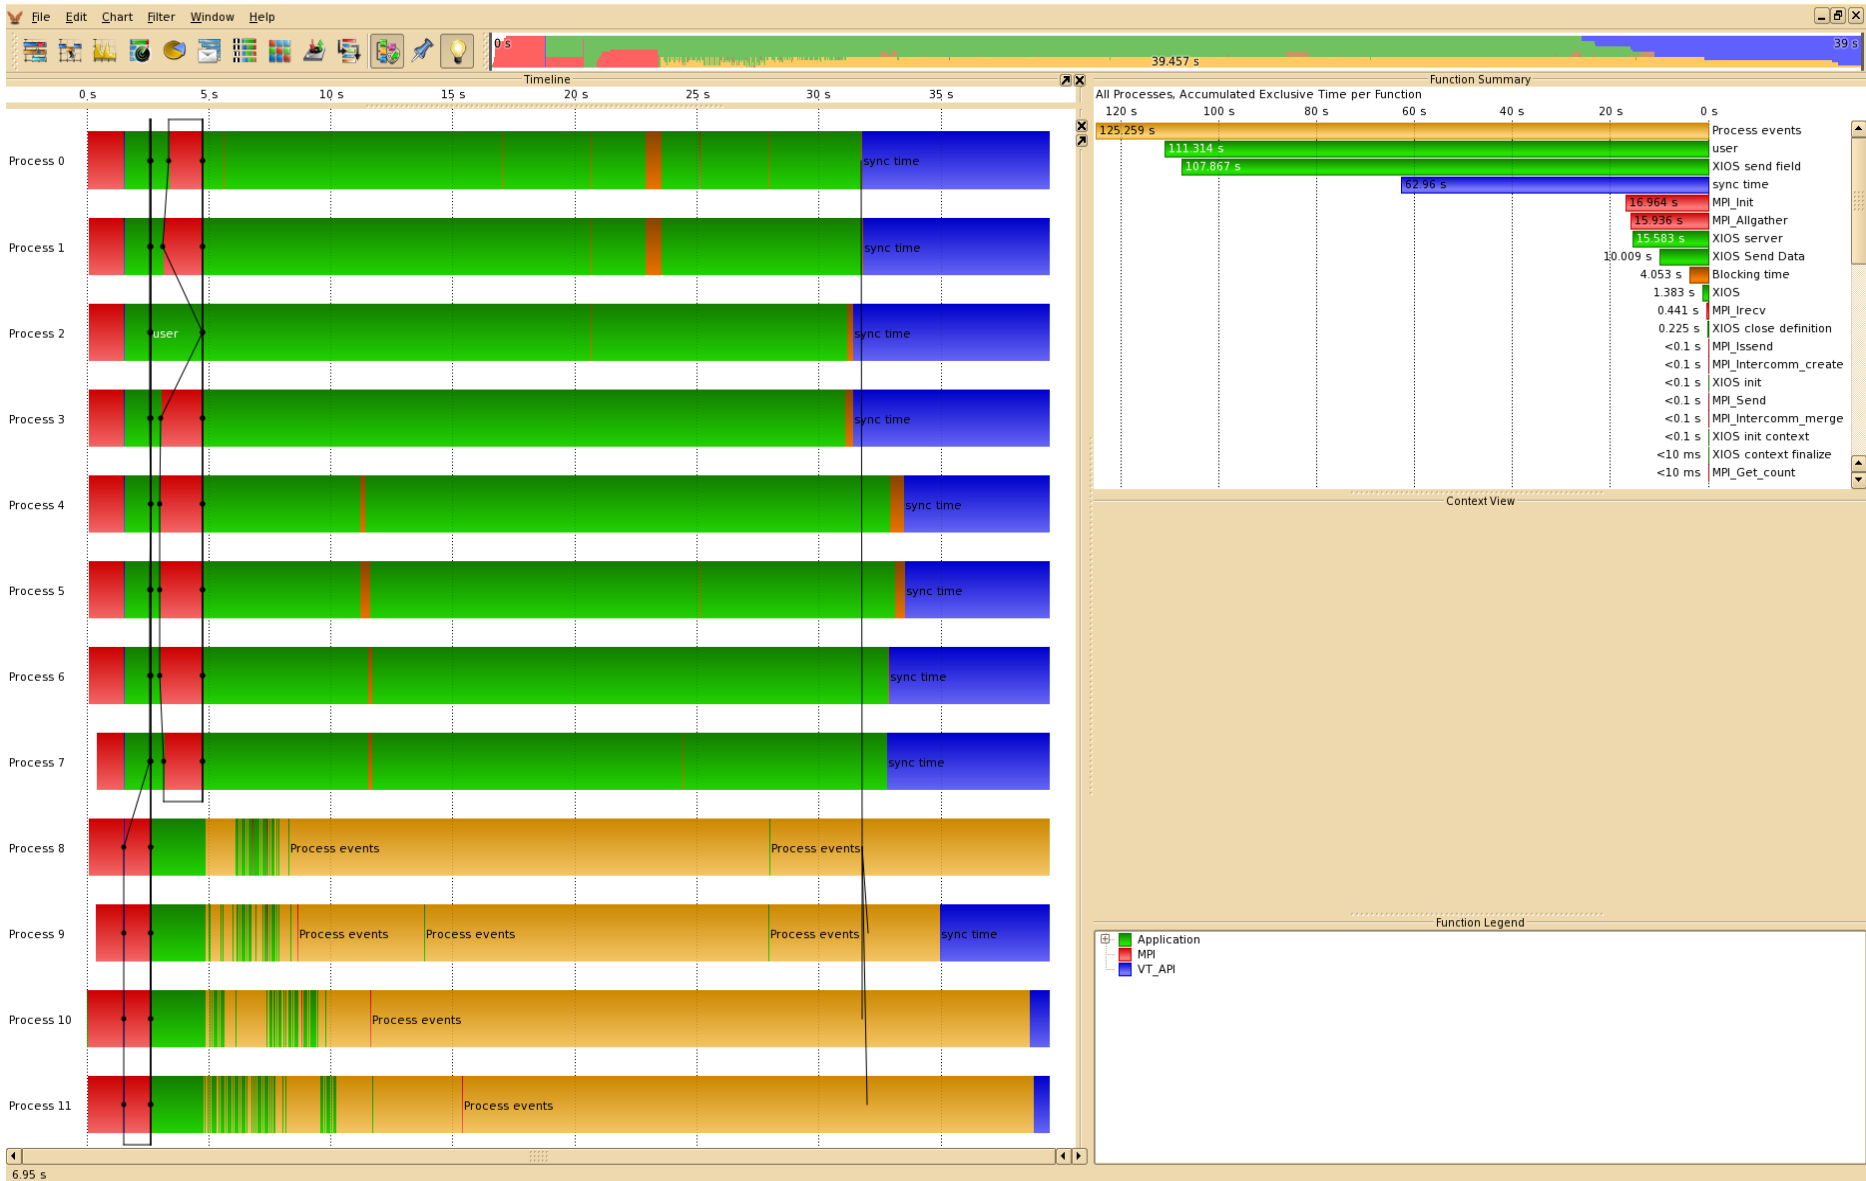 File Edit Chart Filter Window Help
0 s 39.457 s 39 s
Timeline
0 s 5 s 10 s 15 s 20 s 25 s 30 s 35 s
Process 0 sync time
Process 1 sync time
Process 2 user sync time
Process 3 sync time
Process 4 sync time
Process 5 sync time
Process 6 sync time
Process 7 sync time
Process 8 Process events Process events
Process 9 Process events Process events Process events sync time
Process 10 Process events
Process 11 Process events
6.95 s
Function Summary
All Processes, Accumulated Exclusive Time per Function
120 s 100 s 80 s 60 s 40 s 20 s 0 s
125.259 s Process events
111.314 s user
107.867 s XIOS send field
62.96 s sync time
16.964 s MPI_Init
15.936 s MPI_Allgather
15.583 s XIOS server
10.009 s XIOS Send Data
4.053 s Blocking time
1.383 s XIOS
0.441 s MPI_Irecv
0.225 s XIOS close definition
<0.1 s MPI_Issend
<0.1 s MPI_Intercomm_create
<0.1 s XIOS init
<0.1 s MPI_Send
<0.1 s MPI_Intercomm_merge
<0.1 s XIOS init context
<10 ms XIOS context finalize
<10 ms MPI_Get_count
Context View
Function Legend
Application
MPI
VT_API